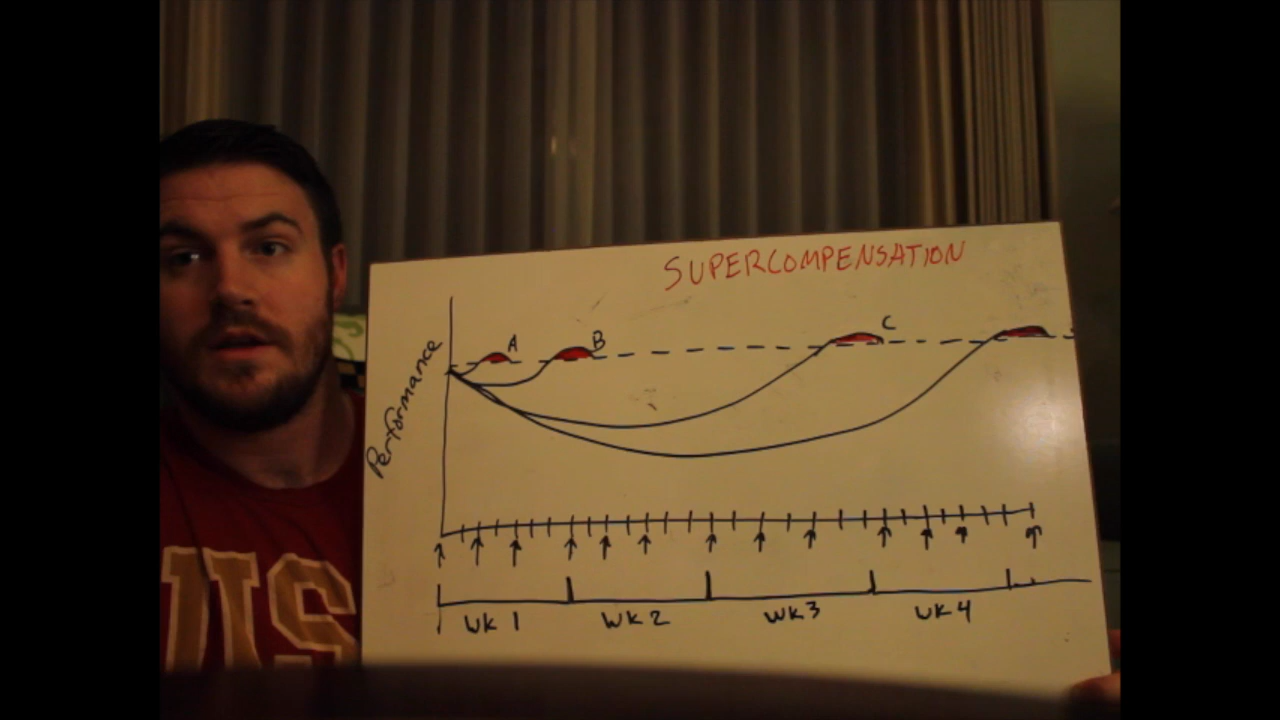 SUPERCOMPENSATION
A
B
C
Performance
WK 1
WK 2
WK 3
WK 4